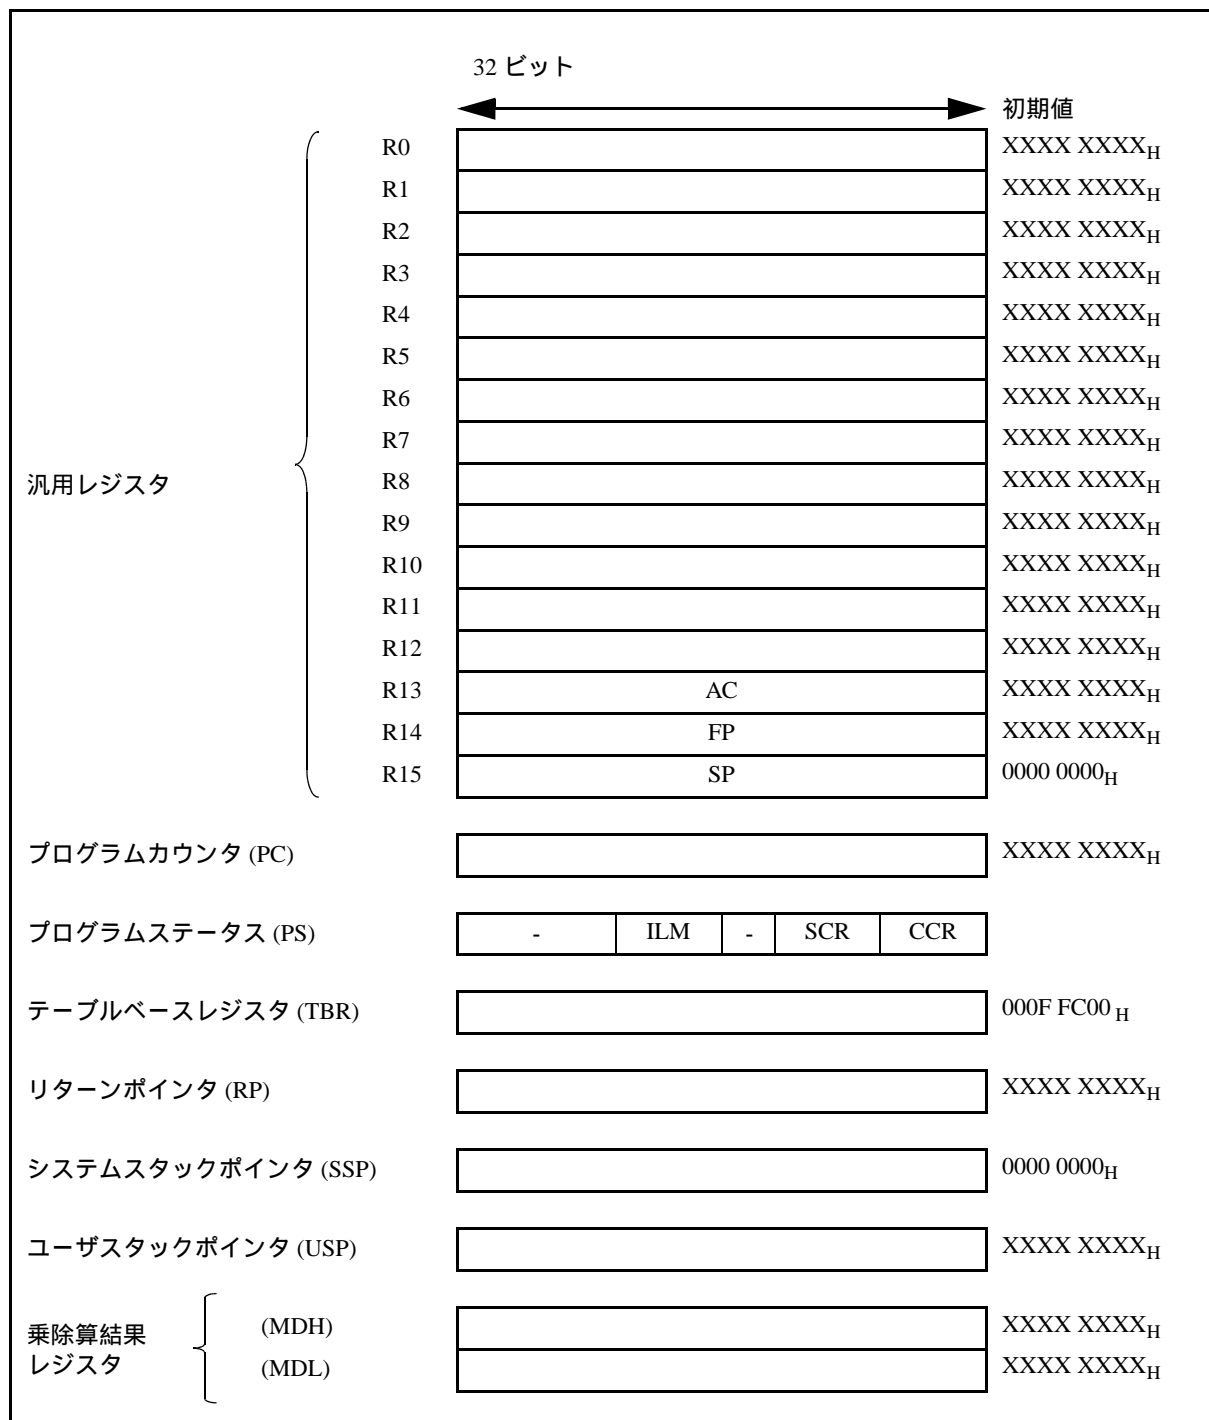 32 ビット
初期値
R0 XXXX XXXXH
R1 XXXX XXXXH
R2 XXXX XXXXH
R3 XXXX XXXXH
R4 XXXX XXXXH
R5 XXXX XXXXH
R6 XXXX XXXXH
R7 XXXX XXXXH
汎用レジスタ R8 XXXX XXXXH
R9 XXXX XXXXH
R10 XXXX XXXXH
R11 XXXX XXXXH
R12 XXXX XXXXH
R13 AC XXXX XXXXH
R14 FP XXXX XXXXH
R15 SP 0000 0000H
プログラムカウンタ (PC) XXXX XXXXH
プログラムステータス (PS) - ILM - SCR CCR
テーブルベースレジスタ (TBR) 000F FC00 H
リターンポインタ (RP) XXXX XXXXH
システムスタックポインタ (SSP) 0000 0000H
ユーザスタックポインタ (USP) XXXX XXXXH
乗除算結果 (MDH) XXXX XXXXH
レジスタ (MDL) XXXX XXXXH